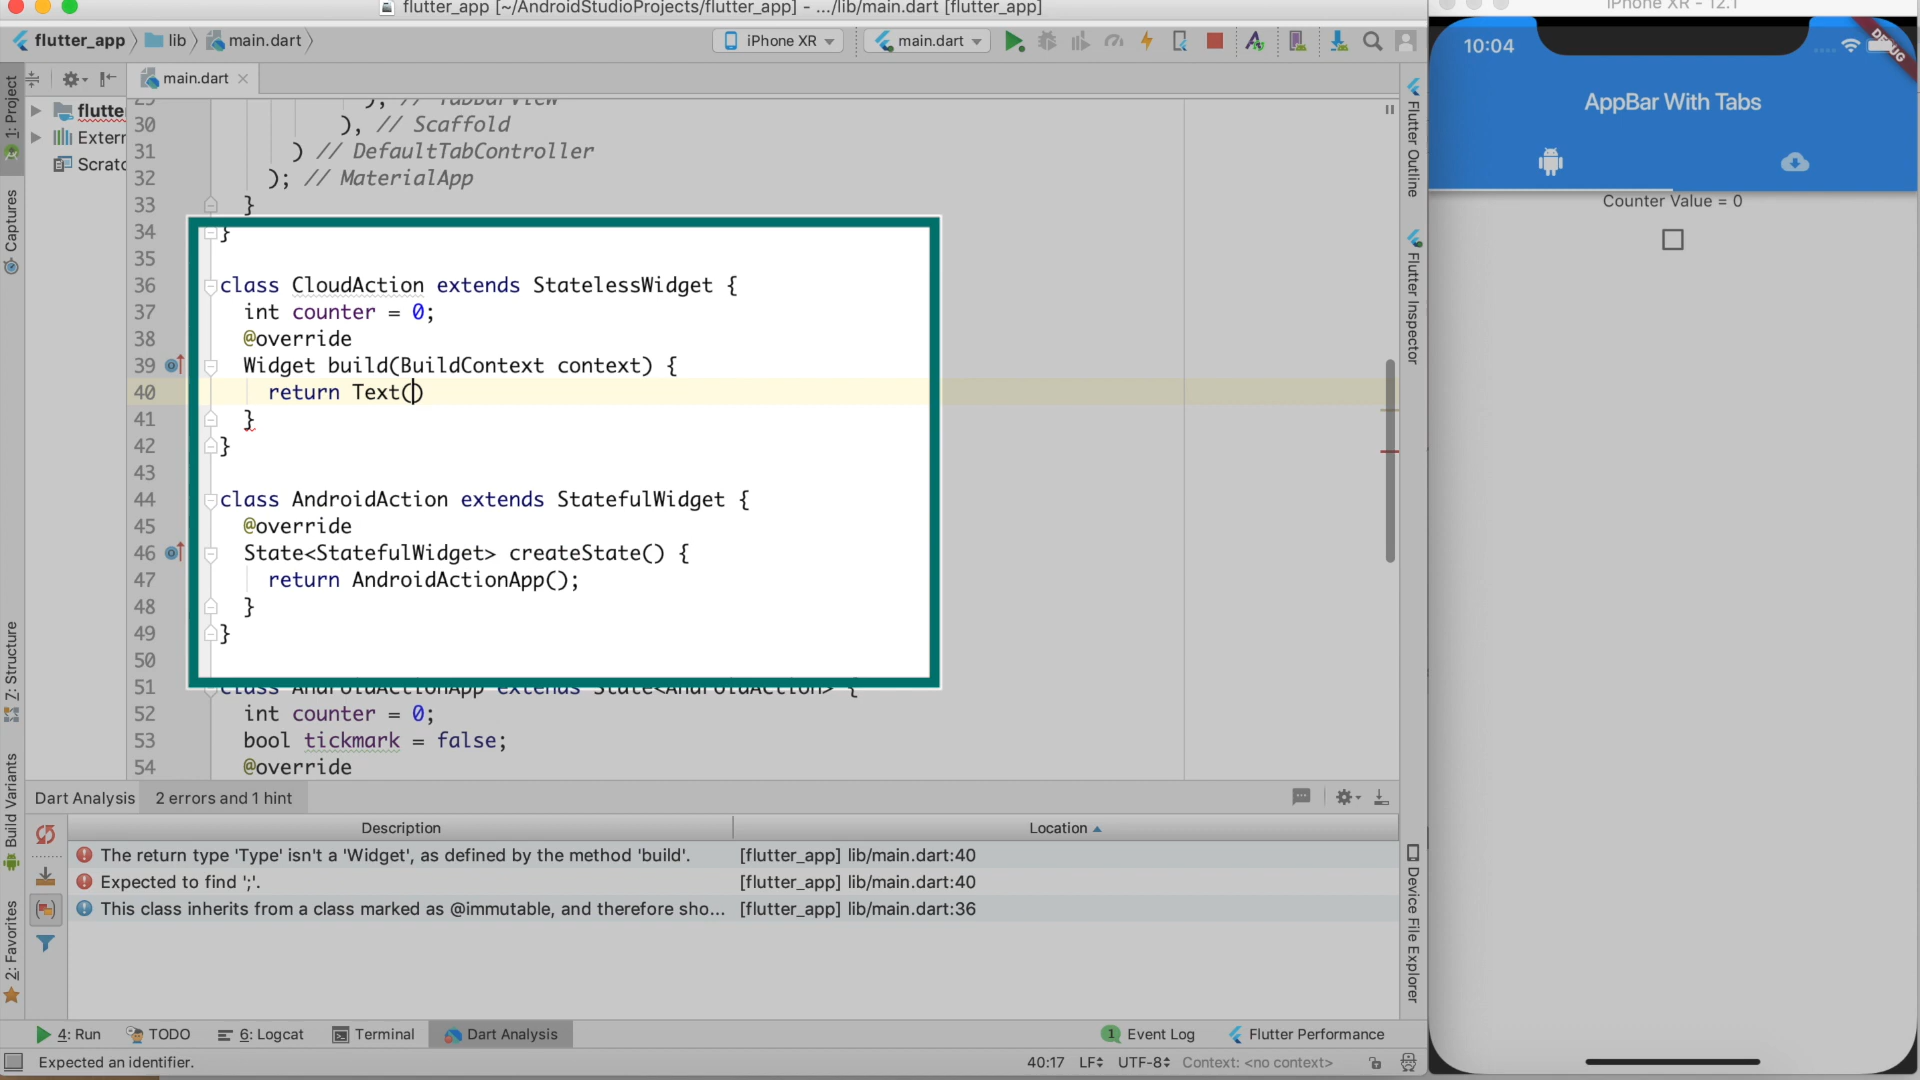 flutter_app [~/AndroidStudioProjects/flutter_app] - .../lib/main.dart [flutter_app]
iPhone XR - 12.1
flutter_app
lib
main.dart
iPhone XR
main.dart
main.dart
1: Project
Captures
Z: Structure
Build Variants
2: Favorites
flutte
Extern
Scratc
29 ), // TabBarView
30 ), // Scaffold
31 ) // DefaultTabController
32 ); // MaterialApp
33 }
34 }
35
36 class CloudAction extends StatelessWidget {
37 int counter = 0;
38 @override
39 Widget build(BuildContext context) {
40 return Text()
41 }
42 }
43
44 class AndroidAction extends StatefulWidget {
45 @override
46 State<StatefulWidget> createState() {
47 return AndroidActionApp();
48 }
49 }
50
51 class AndroidActionApp extends State<AndroidAction> {
52 int counter = 0;
53 bool tickmark = false;
54 @override
Flutter Outline
Flutter Inspector
Device File Explorer
10:04
DEBUG
AppBar With Tabs
Counter Value = 0
Dart Analysis 2 errors and 1 hint
Description Location
The return type 'Type' isn't a 'Widget', as defined by the method 'build'. [flutter_app] lib/main.dart:40
Expected to find ';'. [flutter_app] lib/main.dart:40
This class inherits from a class marked as @immutable, and therefore sho... [flutter_app] lib/main.dart:36
4: Run TODO 6: Logcat Terminal Dart Analysis 1 Event Log Flutter Performance
Expected an identifier. 40:17 LF UTF-8 Context: <no context>